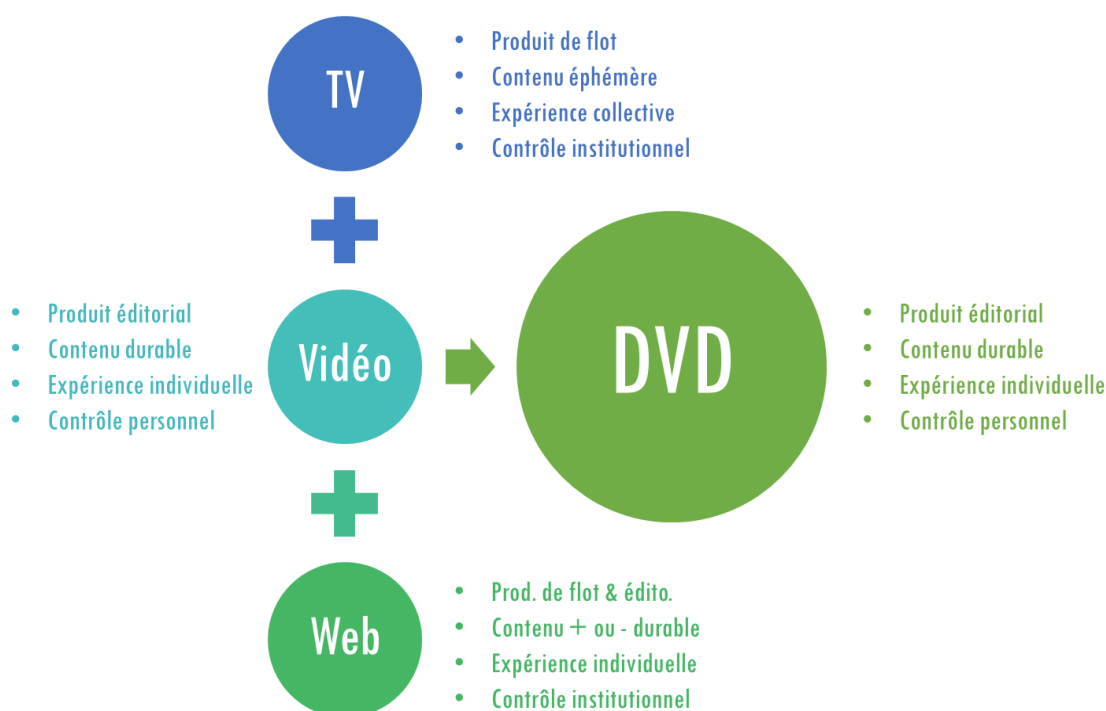 TV
• Produit de flot
• Contenu éphémère
• Expérience collective
• Contrôle institutionnel
• Produit éditorial
• Contenu durable
• Expérience individuelle
• Contrôle personnel
Vidéo
DVD
• Produit éditorial
• Contenu durable
• Expérience individuelle
• Contrôle personnel
Web
• Prod. de flot & édito.
• Contenu + ou - durable
• Expérience individuelle
• Contrôle institutionnel